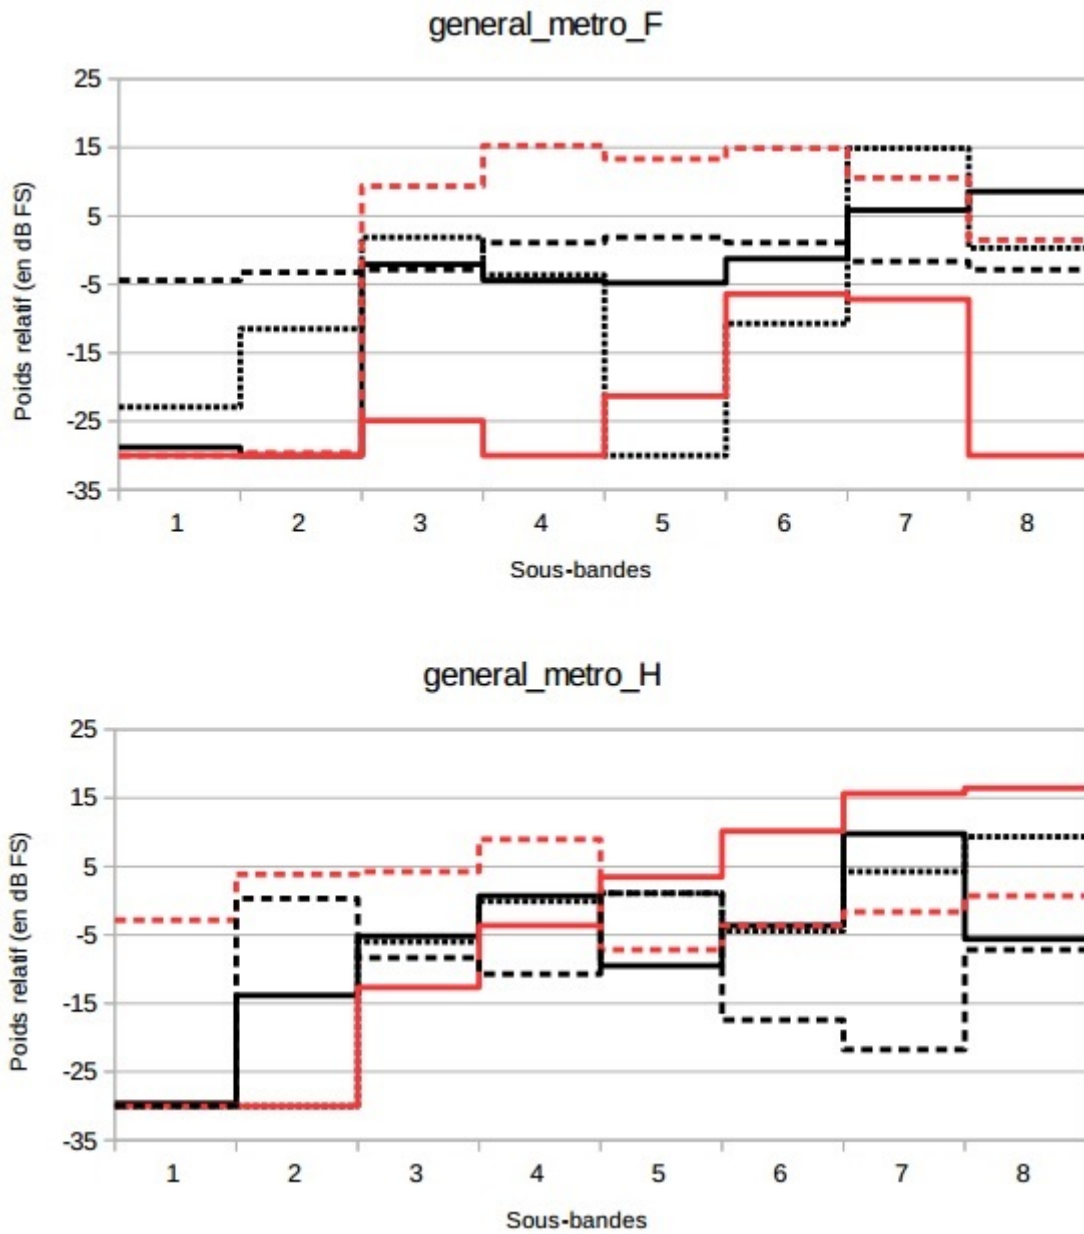 general_metro_F
25
15
5
-5
-15
-25
-35
Poids relatif (en dB FS)
1 2 3 4 5 6 7 8
Sous-bandes
general_metro_H
25
15
5
-5
-15
-25
-35
Poids relatif (en dB FS)
1 2 3 4 5 6 7 8
Sous-bandes